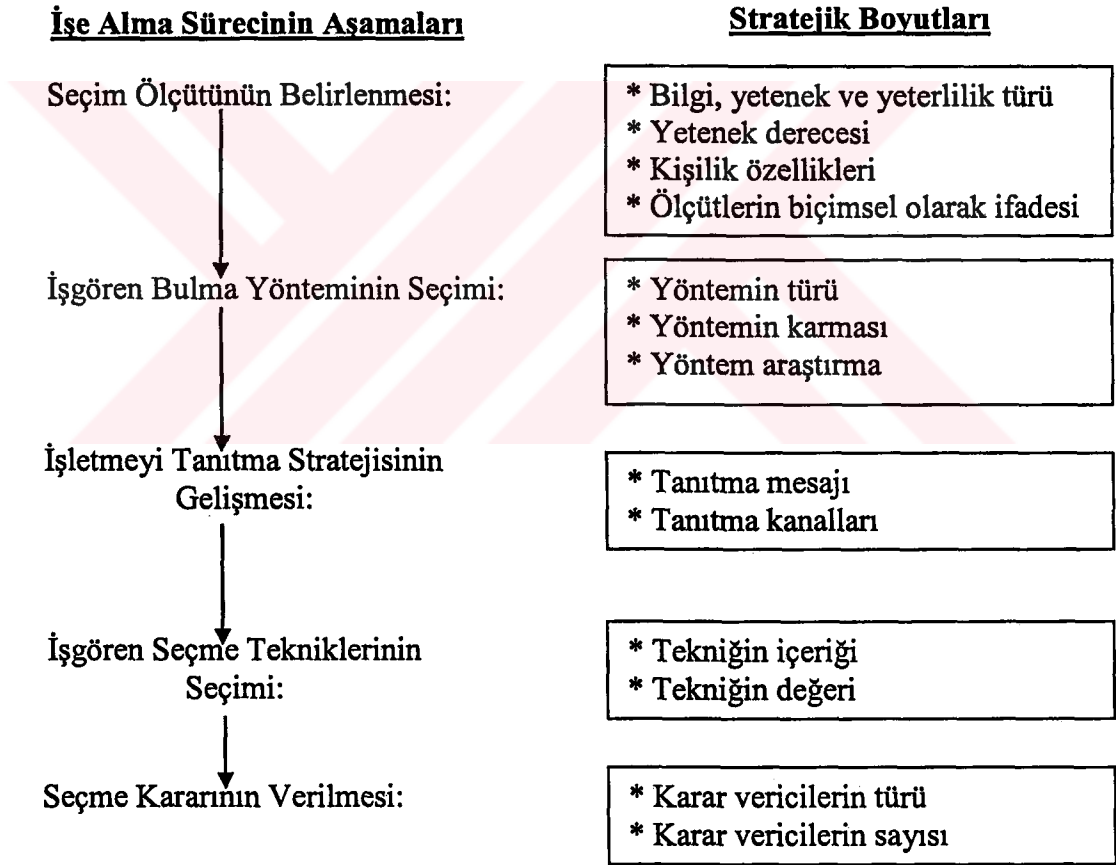 İşe Alma Sürecinin Aşamaları
Stratejik Boyutları
Seçim Ölçütünün Belirlenmesi:
* Bilgi, yetenek ve yeterlilik türü
* Yetenek derecesi
* Kişilik özellikleri
* Ölçütlerin biçimsel olarak ifadesi
İşgören Bulma Yönteminin Seçimi:
* Yöntemin türü
* Yöntemin karması
* Yöntem araştırma
İşletmeyi Tanıtma Stratejisinin
Gelişmesi:
* Tanıtma mesajı
* Tanıtma kanalları
İşgören Seçme Tekniklerinin
Seçimi:
* Tekniğin içeriği
* Tekniğin değeri
Seçme Kararının Verilmesi:
* Karar vericilerin türü
* Karar vericilerin sayısı